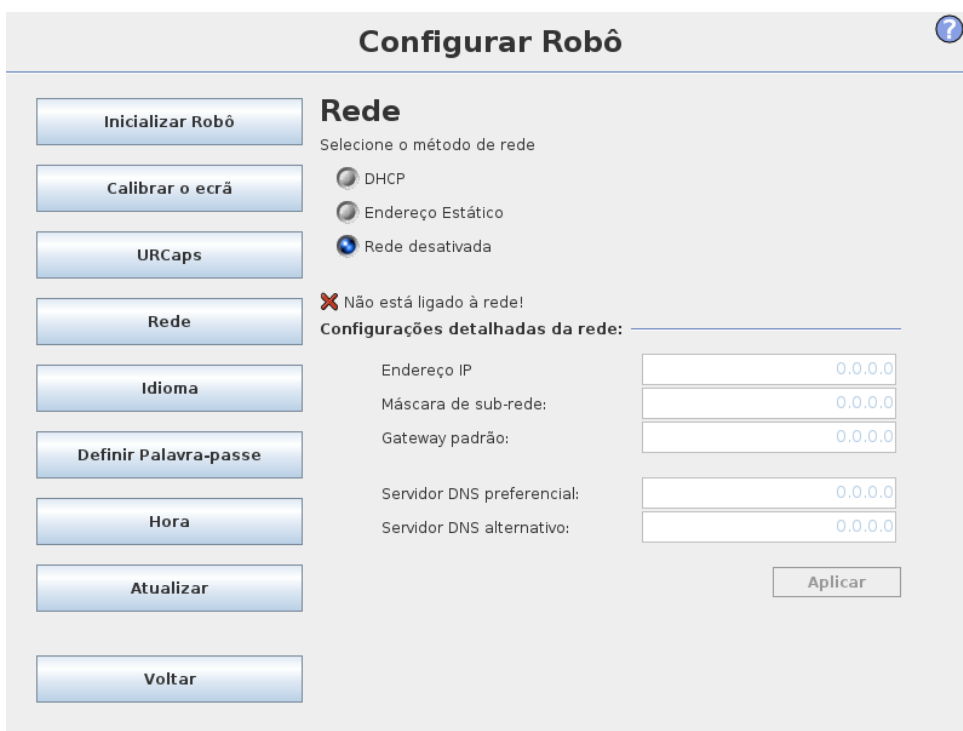 Configurar Robô
?
Inicializar Robô
Calibrar o ecrã
URCaps
Rede
Idioma
Definir Palavra-passe
Hora
Atualizar
Voltar
Rede
Selecione o método de rede
DHCP
Endereço Estático
Rede desativada
Não está ligado à rede!
Configurações detalhadas da rede:
Endereço IP 0.0.0.0
Máscara de sub-rede: 0.0.0.0
Gateway padrão: 0.0.0.0
Servidor DNS preferencial: 0.0.0.0
Servidor DNS alternativo: 0.0.0.0
Aplicar